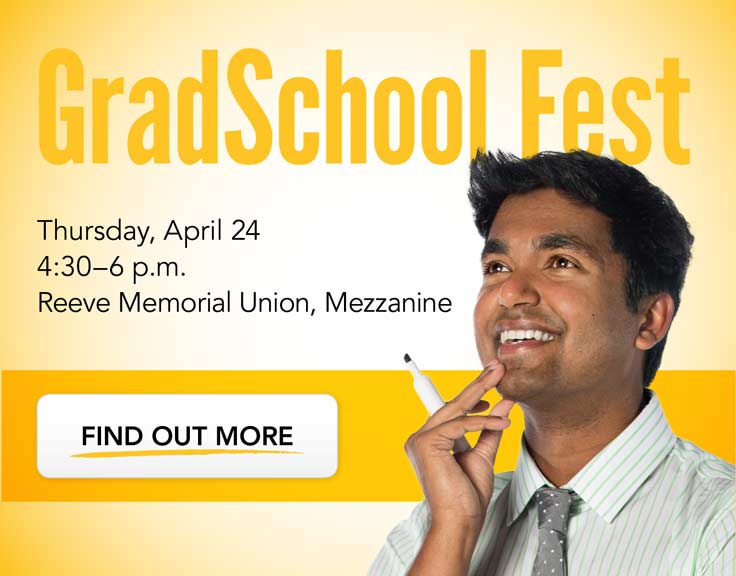 GradSchool Fest
Thursday, April 24
4:30–6 p.m.
Reeve Memorial Union, Mezzanine
FIND OUT MORE